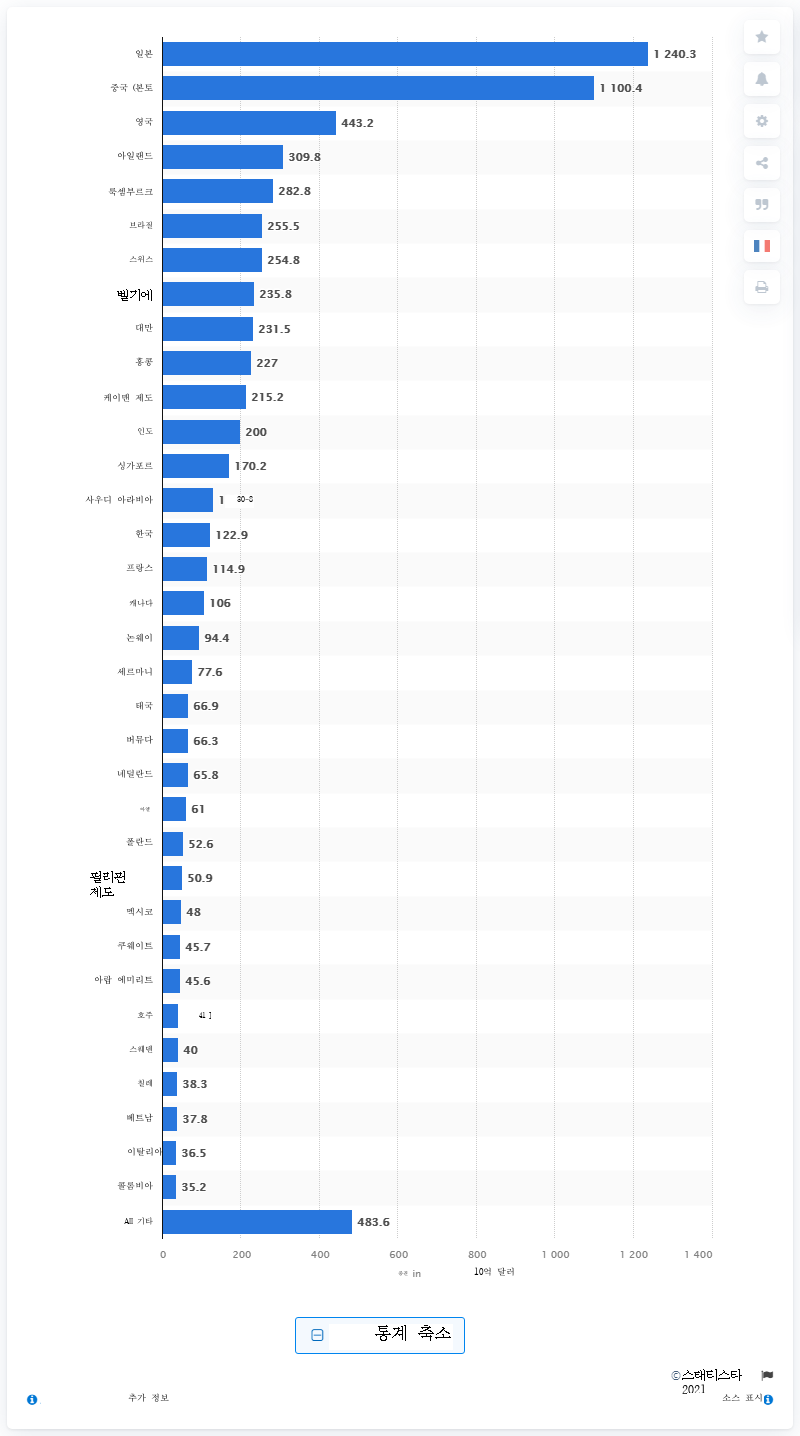 일본 1 240.3
중국 (본토 1 100.4
영국 443.2
아일랜드 309.8
룩셈부르크 282.8
브라질 255.5
스위스 254.8
벨기에 235.8
대만 231.5
홍콩 227
케이맨 제도 215.2
인도 200
싱가포르 170.2
사우디 아라비아 1
한국 122.9
프랑스 114.9
캐나다 106
논웨이 94.4
세르마니 77.6
태국 66.9
버뮤다 66.3
네덜란드 65.8
61
폴란드 52.6
필리핀
제도 50.9
멕시코 48
쿠웨이트 45.7
아랍 에미리트 45.6
호주
스웨덴 40
칠레 38.3
베트남 37.8
이탈리아 36.5
콜롬비아 35.2
All 기타 483.6
0 200 400 600 800 1 000 1 200 1 400
in 10억 달러
통계 축소
©스태티스타
2021
추가 정보 소스 표시